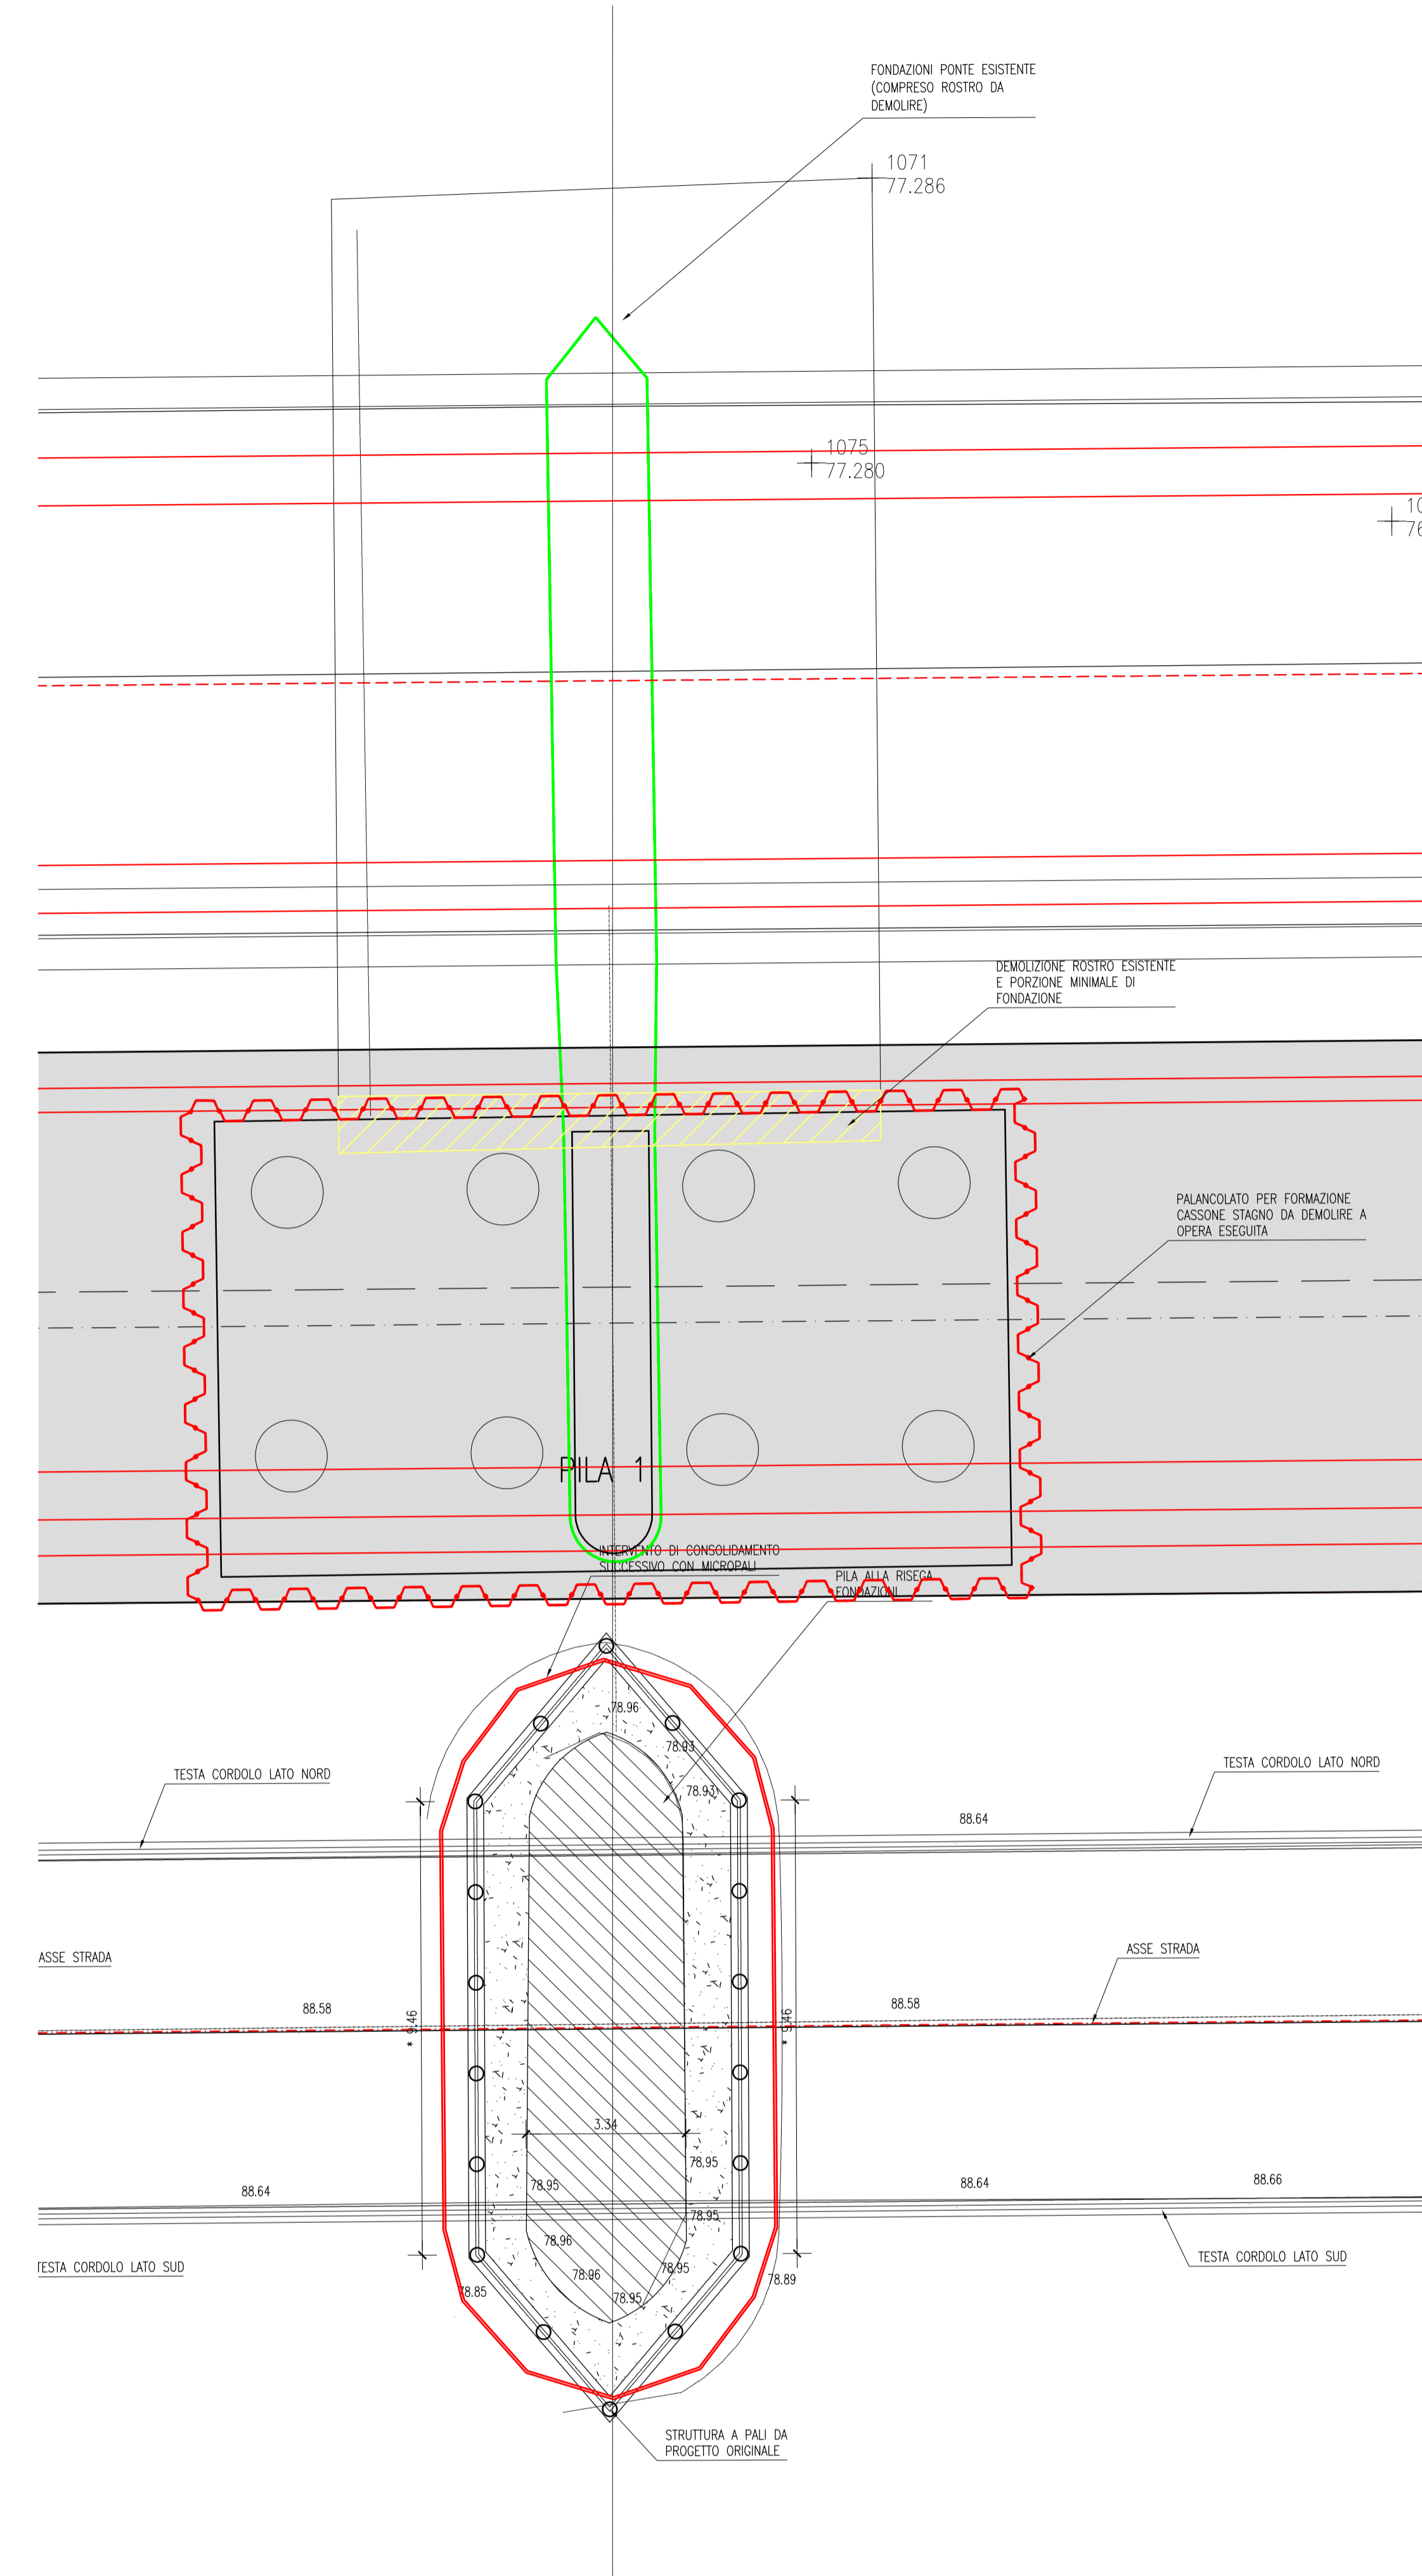 FONDAZIONI PONTE ESISTENTE
(COMPRESO ROSTRO DA
DEMOLIRE)
1071
77.286
1075
77.280
DEMOLIZIONE ROSTRO ESISTENTE
E PORZIONE MINIMALE DI
FONDAZIONE
PALANCOLATO PER FORMAZIONE
CASSONE STAGNO DA DEMOLIRE A
OPERA ESEGUITA
PILA 1
INTERVENTO DI CONSOLIDAMENTO
SUCCESSIVO CON MICROPALI
PILA ALLA RISEGA
FONDAZIONI
78.96
78.93
78.93
TESTA CORDOLO LATO NORD
TESTA CORDOLO LATO NORD
88.64
ASSE STRADA
ASSE STRADA
88.58
88.58
* 9.46
* 9.46
3.34
78.95
78.95
88.64
88.64
88.66
78.95
78.96
78.95
78.96
78.95
78.85
78.89
TESTA CORDOLO LATO SUD
TESTA CORDOLO LATO SUD
STRUTTURA A PALI DA
PROGETTO ORIGINALE